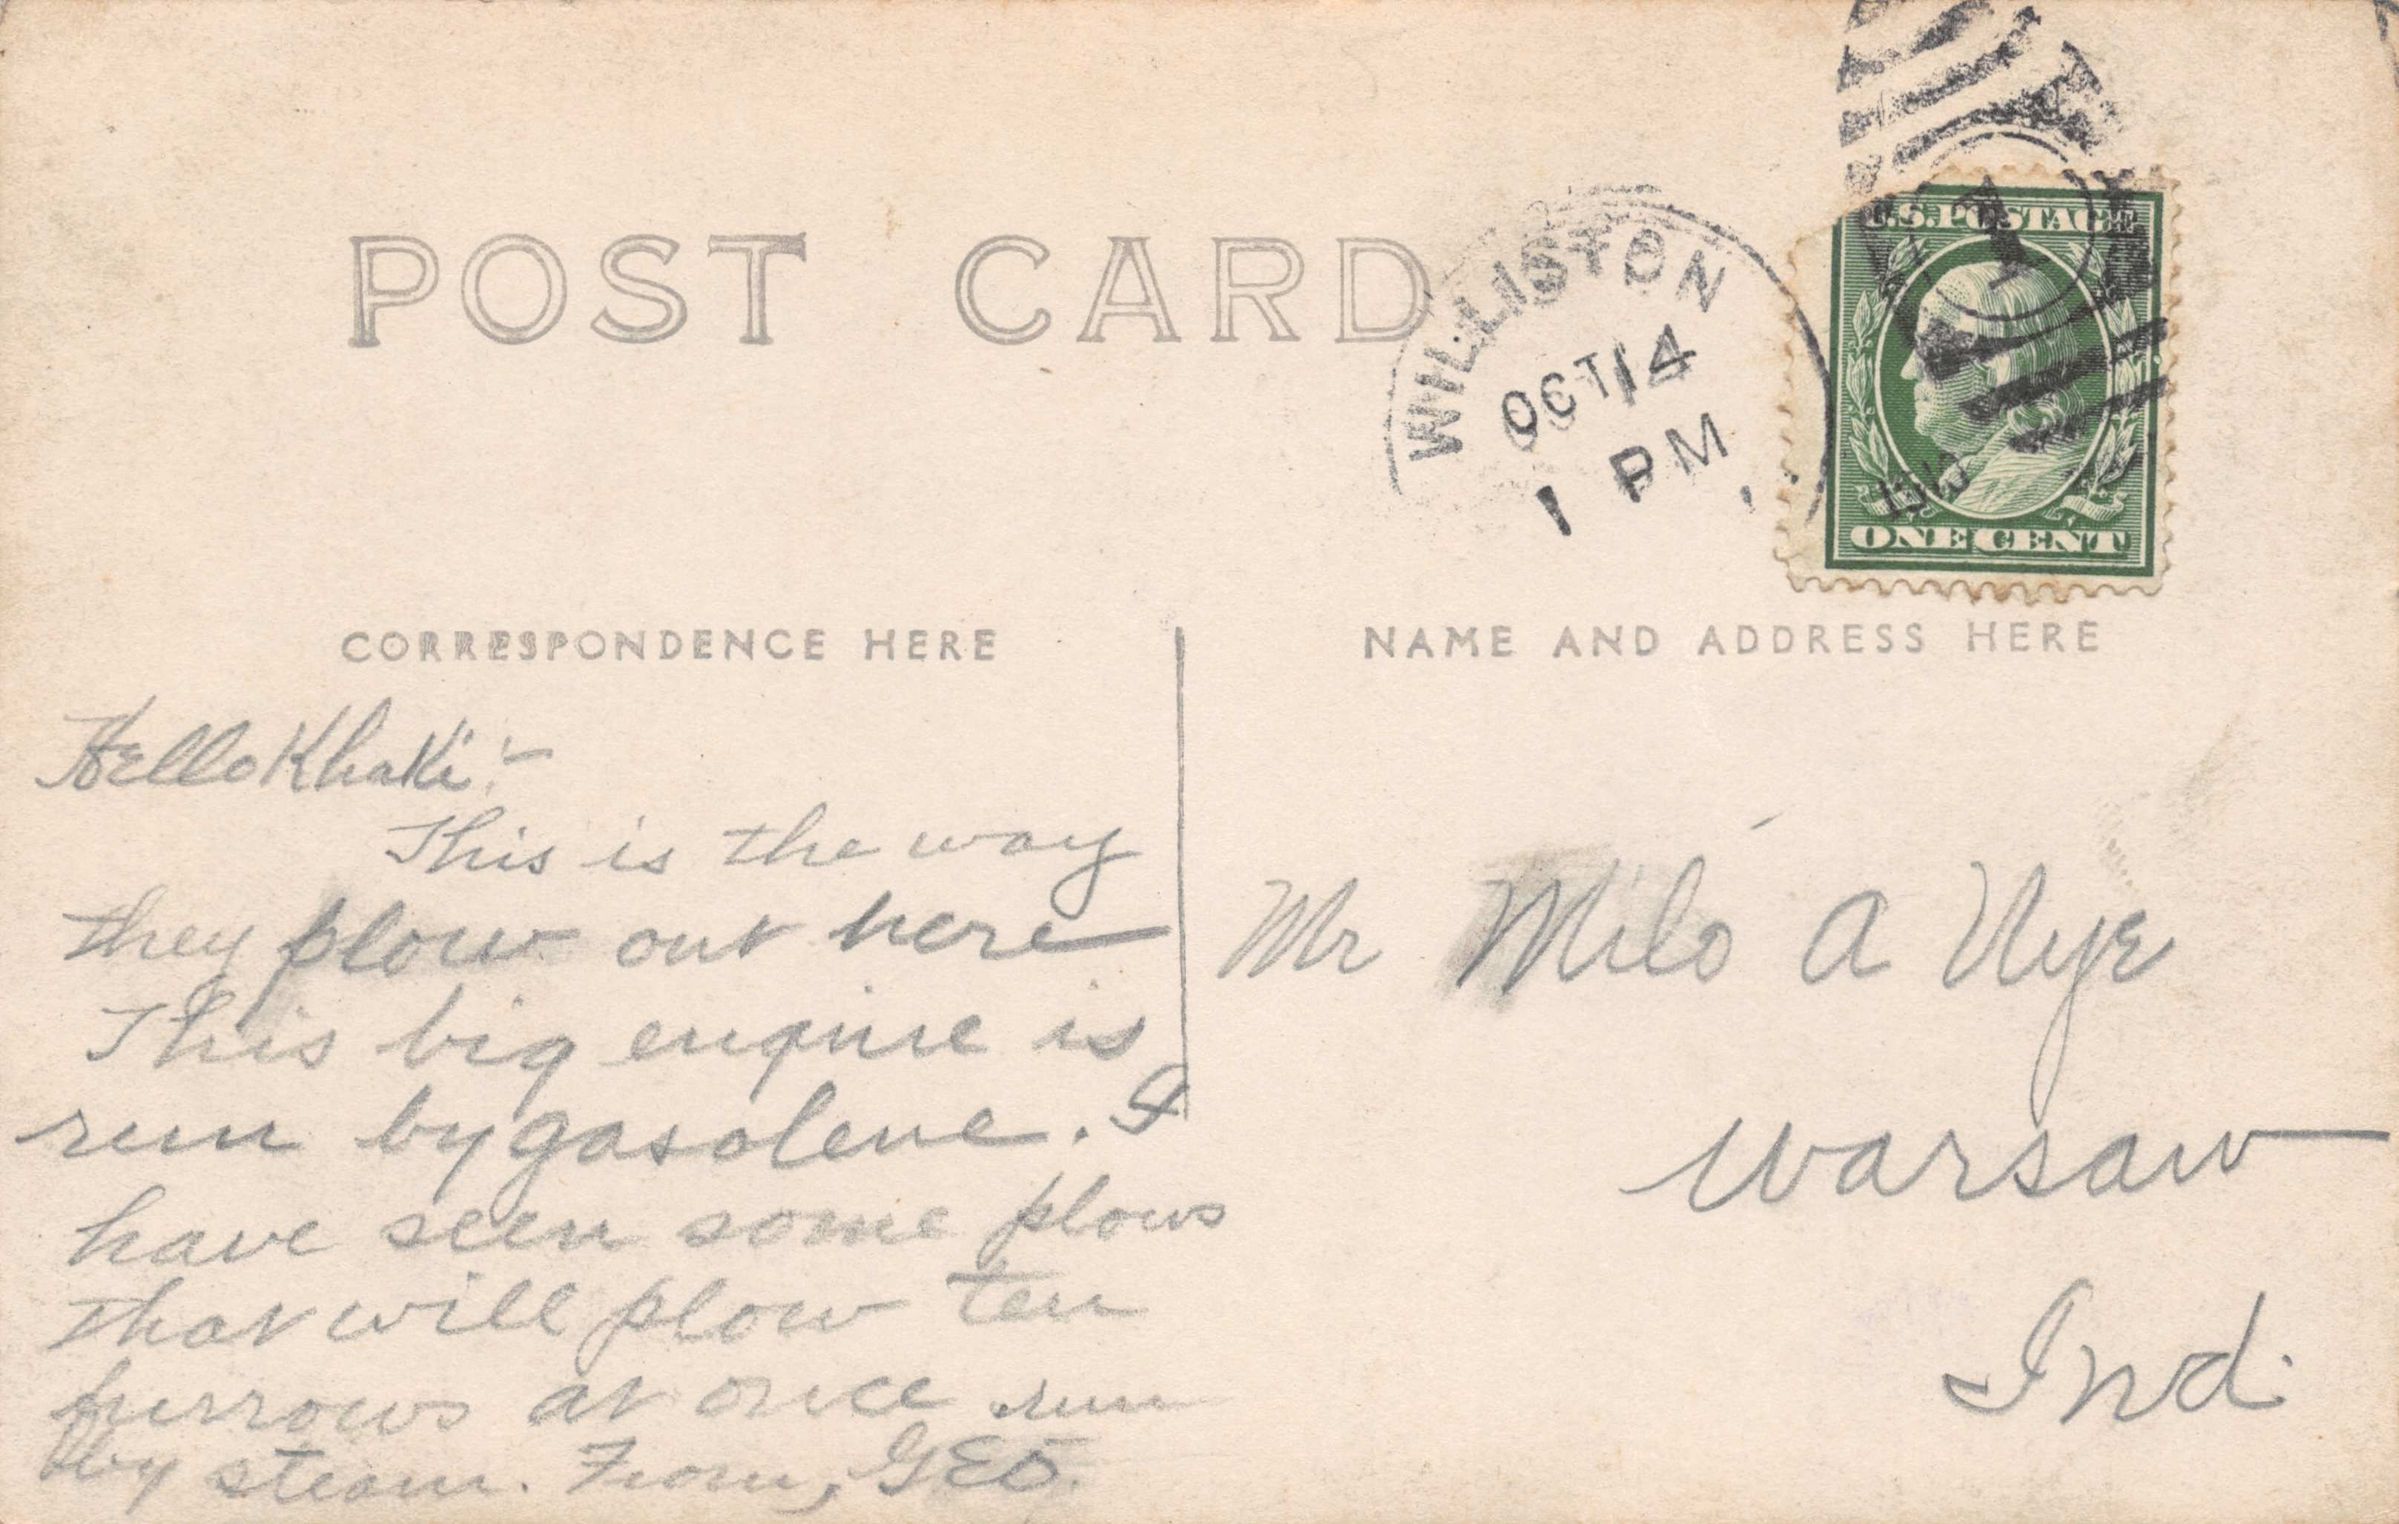 POST CARD
WILLISTON
OCT 14
1 PM
U.S. POSTAGE
ONE CENT
CORRESPONDENCE HERE
NAME AND ADDRESS HERE
Hello Khaki:-
This is the way
they plow out here
This big engine is
run by gasolene. I
have seen some plows
that will plow ten
furrows at once run
by steam. From, GEO.
Mr Milo A Nye
Warsaw
Ind.